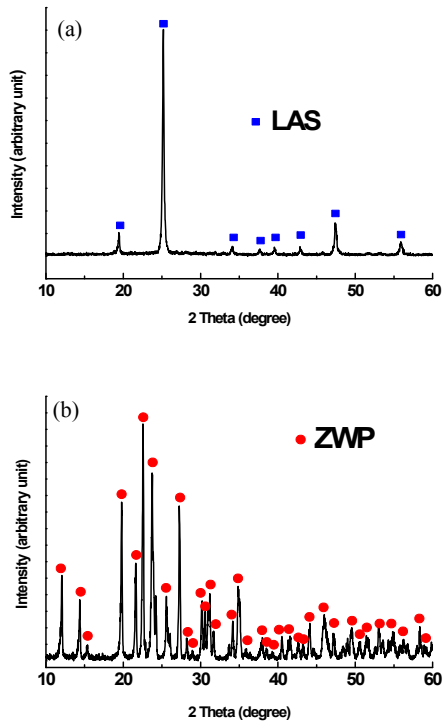 (a)
LAS
Intensity (arbitrary unit)
10 20 30 40 50 60
2 Theta (degree)
(b)
ZWP
Intensity (arbitrary unit)
10 20 30 40 50 60
2 Theta (degree)